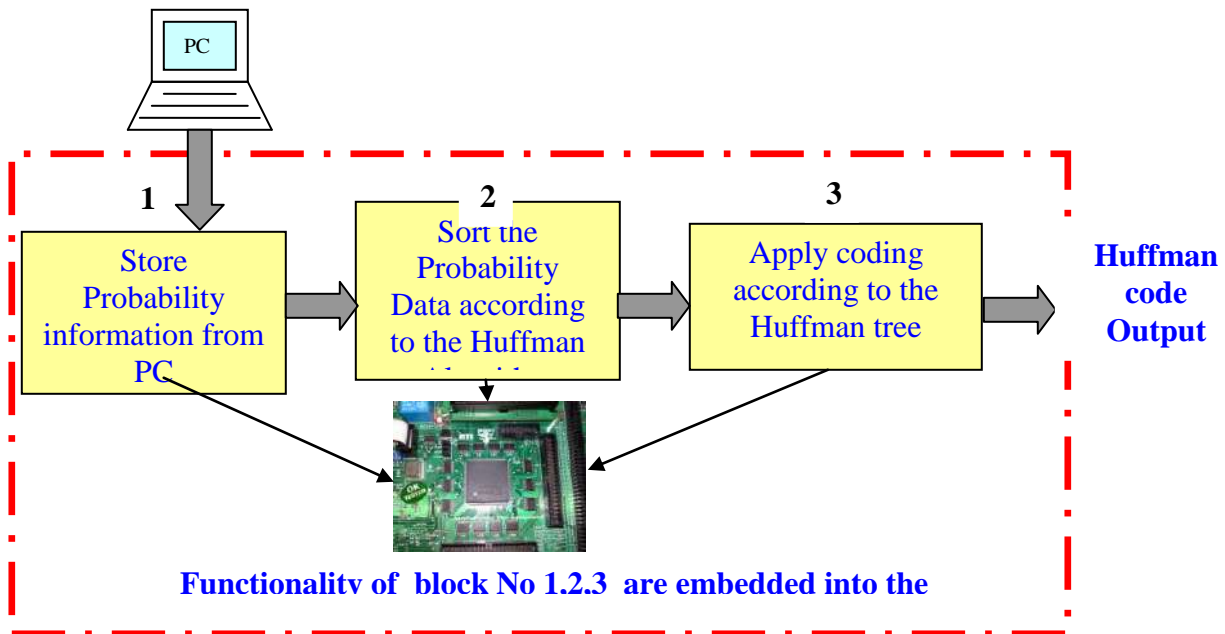 PC
1
Store
Probability
information from
PC
2
Sort the
Probability
Data according
to the Huffman
3
Apply coding
according to the
Huffman tree
Huffman
code
Output
OK
TESTED
Functionality of block No 1,2,3 are embedded into the